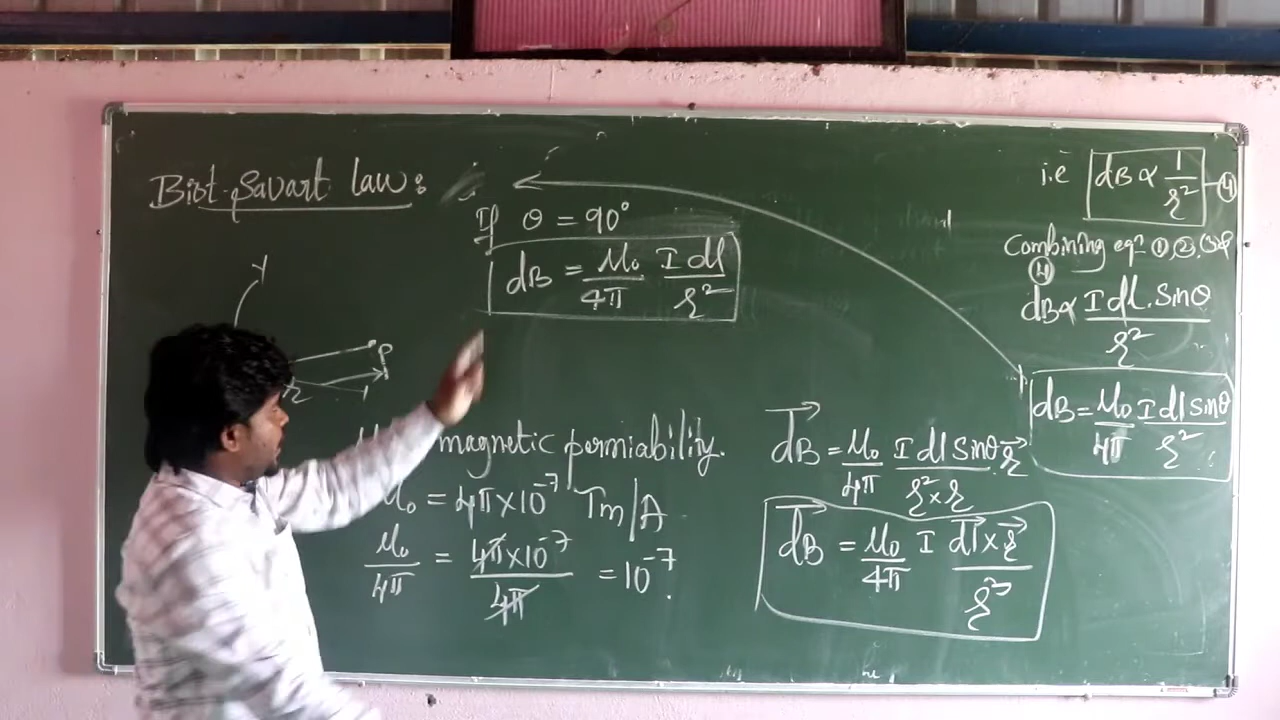 Biot-Savart law:
If θ = 90°
dB = μ₀/4π I dl/r²
Y
P
r
magnetic permiability.
μ₀ = 4π×10⁻⁷ Tm/A
μ₀/4π = 4π×10⁻⁷/4π = 10⁻⁷.
i.e dB ∝ 1/r² — 4
Combining eqⁿ 1, 2, (3) &
4
dB ∝ I dl. Sinθ/r²
dB = μ₀/4π I dl sinθ/r²
→dB = μ₀/4π I dl Sinθ →r/r²×r
→dB = μ₀/4π I →dl × →r/r³